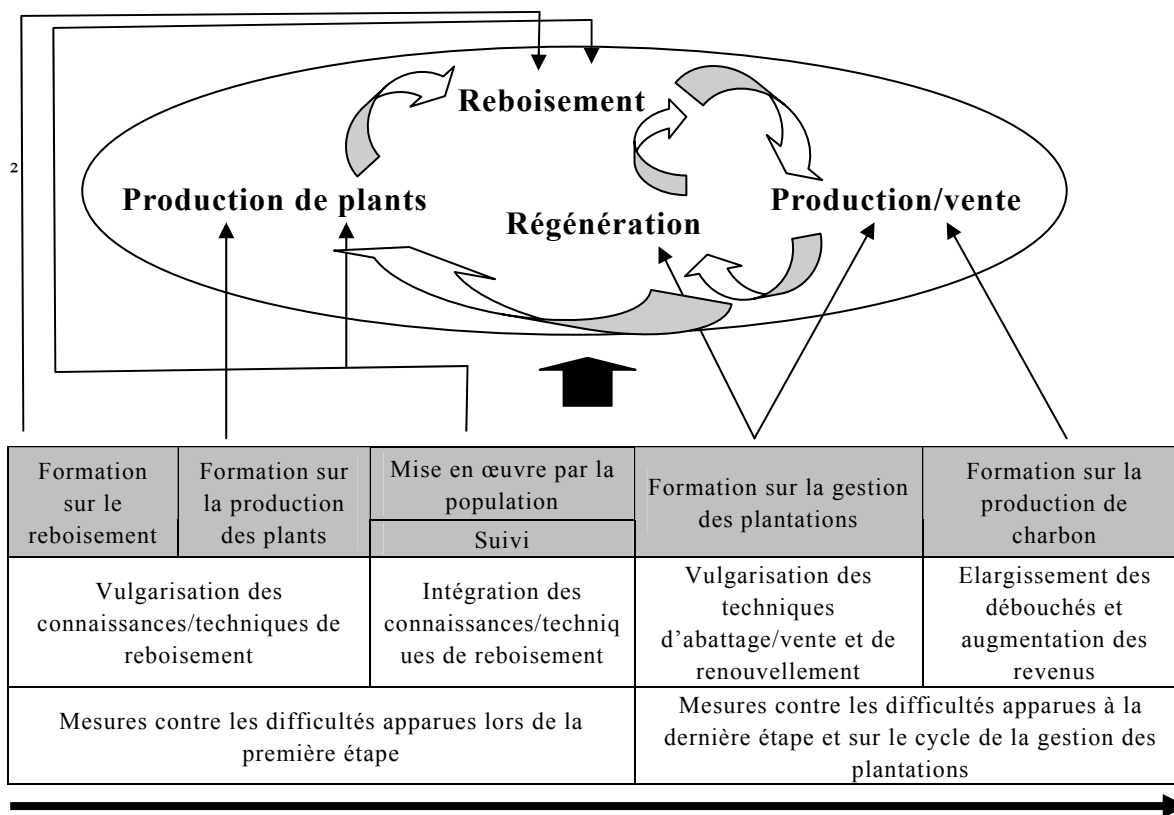 Reboisement
2
Production de plants
Production/vente
Régénération
Formation
sur le
reboisement
Formation sur
la production
des plants
Mise en œuvre par la
population
Suivi
Formation sur la gestion
des plantations
Formation sur la
production de
charbon
Vulgarisation des
connaissances/techniques de
reboisement
Intégration des
connaissances/techniq
ues de reboisement
Vulgarisation des
techniques
d’abattage/vente et de
renouvellement
Elargissement des
débouchés et
augmentation des
revenus
Mesures contre les difficultés apparues lors de la
première étape
Mesures contre les difficultés apparues à la
dernière étape et sur le cycle de la gestion des
plantations